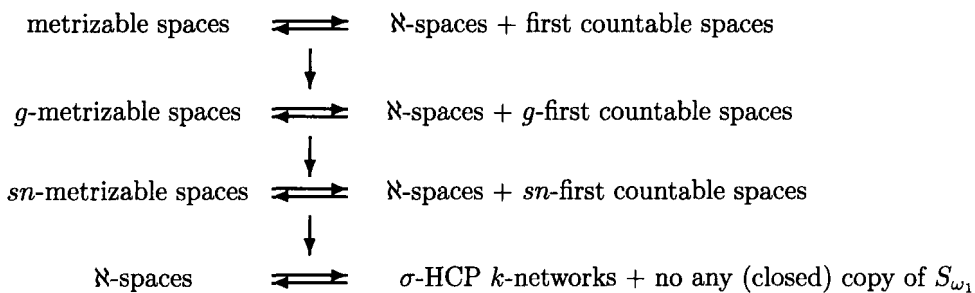 metrizable spaces ⇌ ℵ-spaces + first countable spaces
↓
g-metrizable spaces ⇌ ℵ-spaces + g-first countable spaces
↓
sn-metrizable spaces ⇌ ℵ-spaces + sn-first countable spaces
↓
ℵ-spaces ⇌ σ-HCP k-networks + no any (closed) copy of S_{ω₁}